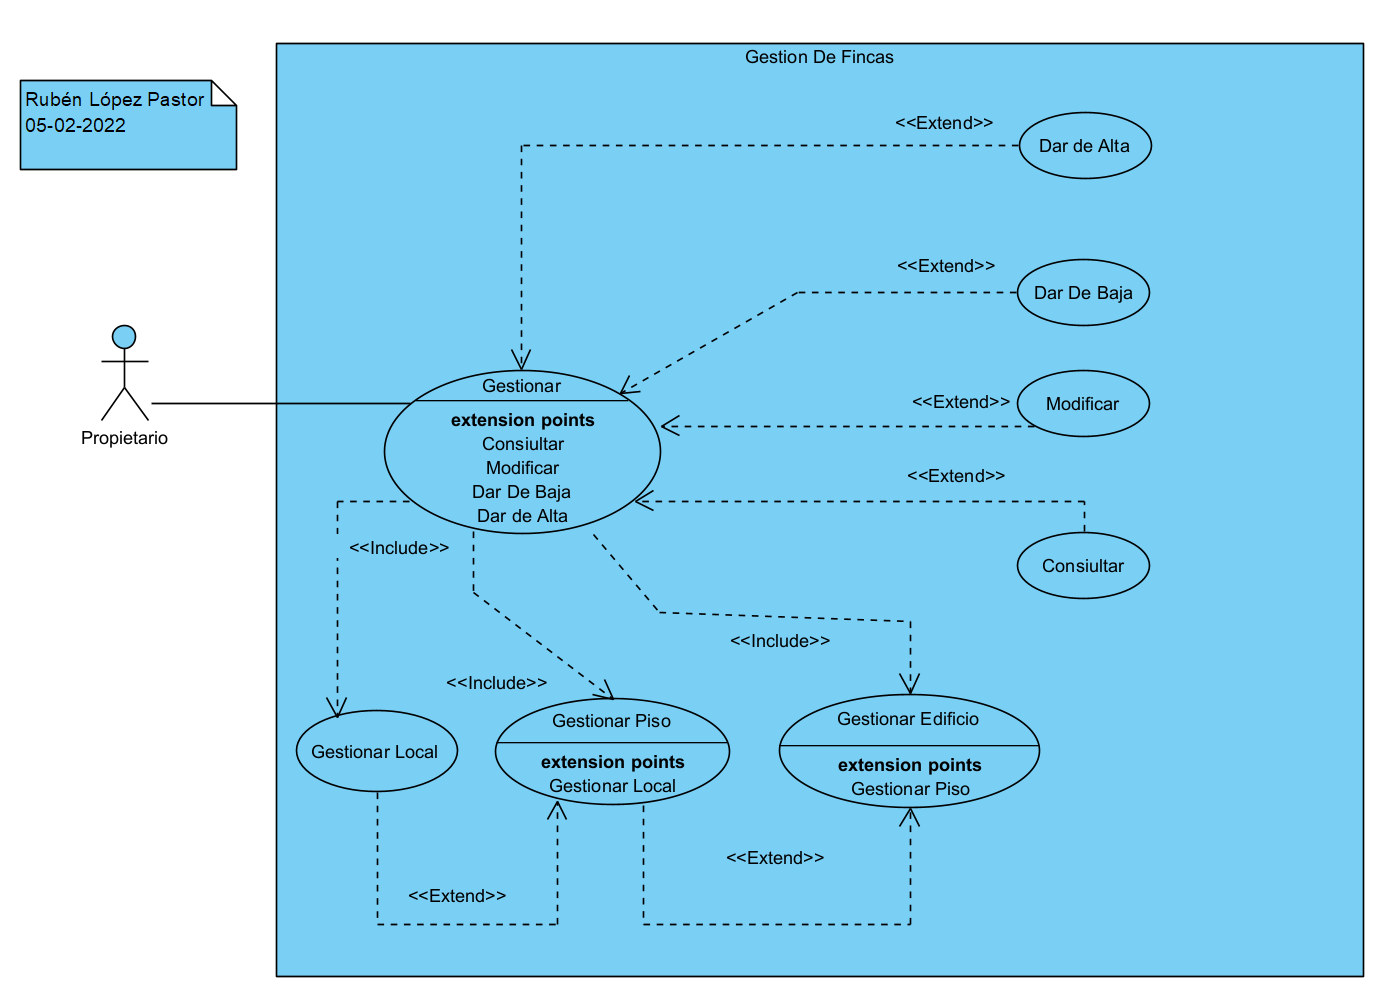 Gestion De Fincas
Rubén López Pastor
05-02-2022
<<Extend>>
Dar de Alta
<<Extend>>
Dar De Baja
Propietario
Gestionar
extension points
Consiultar
Modificar
Dar De Baja
Dar de Alta
<<Extend>>
Modificar
<<Extend>>
Consiultar
<<Include>>
<<Include>>
<<Include>>
Gestionar Local
Gestionar Piso
extension points
Gestionar Local
Gestionar Edificio
extension points
Gestionar Piso
<<Extend>>
<<Extend>>